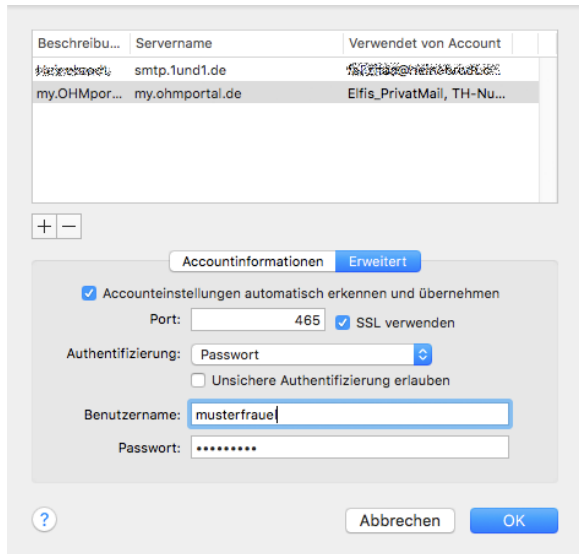 Beschreibu... Servername Verwendet von Account
smtp.1und1.de
my.OHMpor... my.ohmportal.de Elfis_PrivatMail, TH-Nu...
+ −
Accountinformationen Erweitert
Accounteinstellungen automatisch erkennen und übernehmen
Port: 465 SSL verwenden
Authentifizierung: Passwort
Unsichere Authentifizierung erlauben
Benutzername: musterfrauel
Passwort: •••••••••
? Abbrechen OK